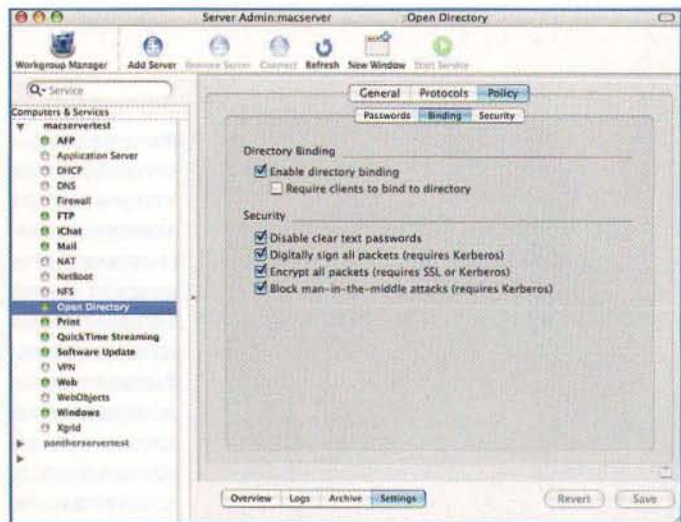 Server Admin:macserver :Open Directory
Workgroup Manager Add Server Remove Server Connect Refresh New Window Start Service
Service
General Protocols Policy
Computers & Services
Passwords Binding Security
macservertest
AFP
Application Server
DHCP
DNS
Firewall
FTP
iChat
Mail
NAT
NetBoot
NFS
Open Directory
Print
QuickTime Streaming
Software Update
VPN
Web
WebObjects
Windows
Xgrid
pantherservertest
Directory Binding
Enable directory binding
Require clients to bind to directory
Security
Disable clear text passwords
Digitally sign all packets (requires Kerberos)
Encrypt all packets (requires SSL or Kerberos)
Block man-in-the-middle attacks (requires Kerberos)
Overview Logs Archive Settings
Revert Save